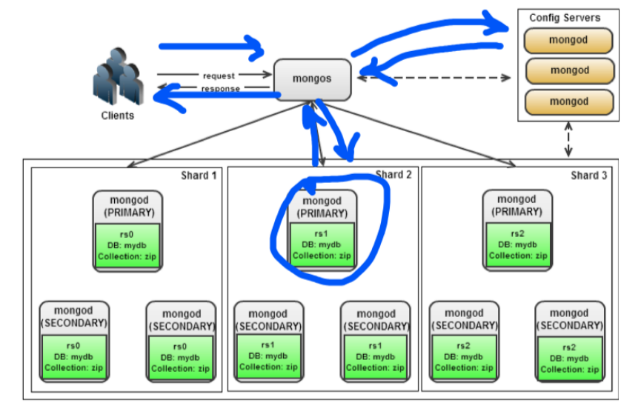 Config Servers
mongod
mongod
mongod
request
response
mongos
Clients
Shard 1
Shard 2
Shard 3
mongod
(PRIMARY)
rs0
DB: mydb
Collection: zip
mongod
(PRIMARY)
rs1
DB: mydb
Collection: zip
mongod
(PRIMARY)
rs2
DB: mydb
Collection: zip
mongod
(SECONDARY)
rs0
DB: mydb
Collection: zip
mongod
(SECONDARY)
rs0
DB: mydb
Collection: zip
mongod
(SECONDARY)
rs1
DB: mydb
Collection: zip
mongod
(SECONDARY)
rs1
DB: mydb
Collection: zip
mongod
(SECONDARY)
rs2
DB: mydb
Collection: zip
mongod
(SECONDARY)
rs2
DB: mydb
Collection: zip